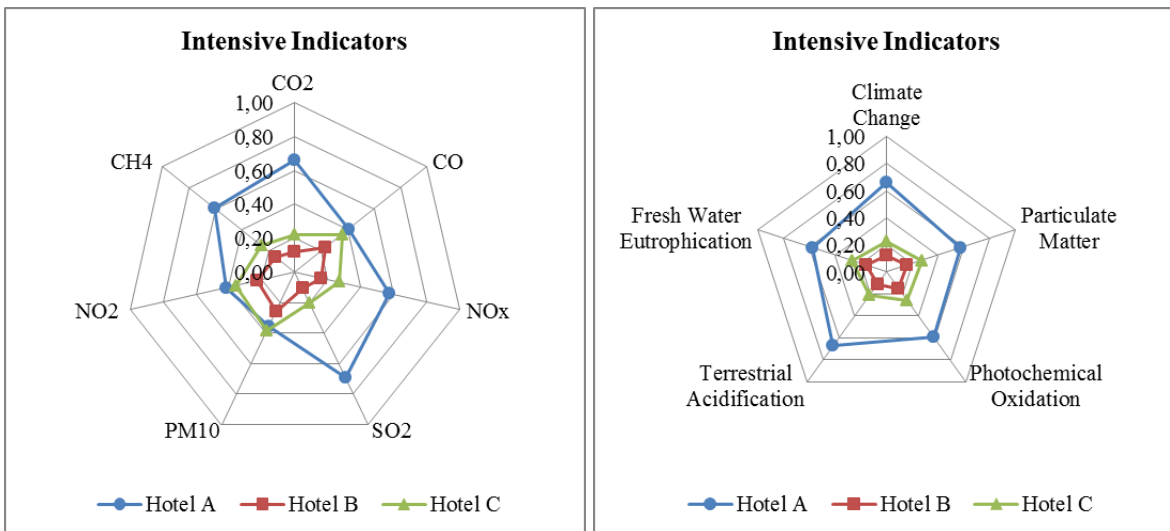 Intensive Indicators
CO2
1,00
0,80
0,60
0,40
0,20
0,00
CO
NOx
SO2
PM10
NO2
CH4
Hotel A
Hotel B
Hotel C
Intensive Indicators
Climate
Change
1,00
0,80
0,60
0,40
0,20
0,00
Particulate
Matter
Photochemical
Oxidation
Terrestrial
Acidification
Fresh Water
Eutrophication
Hotel A
Hotel B
Hotel C